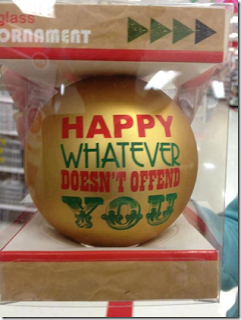 glass
ORNAMENT
HAPPY
WHATEVER
DOESN'T OFFEND
YOU